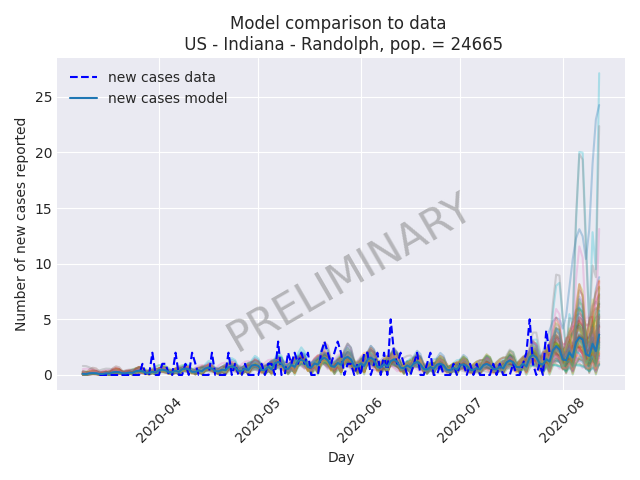 Model comparison to data
US - Indiana - Randolph, pop. = 24665
new cases data
new cases model
Number of new cases reported
25
20
15
10
5
0
PRELIMINARY
2020-04
2020-05
2020-06
2020-07
2020-08
Day